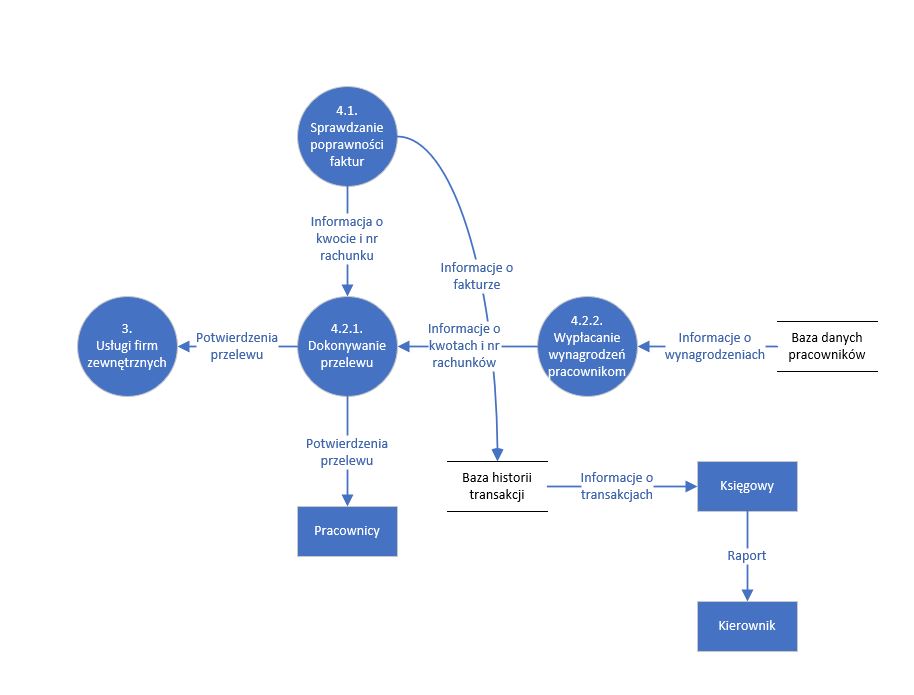 4.1.
Sprawdzanie
poprawności
faktur
Informacja o
kwocie i nr
rachunku
Informacje o
fakturze
3.
Usługi firm
zewnętrznych
Potwierdzenia
przelewu
4.2.1.
Dokonywanie
przelewu
Informacje o
kwotach i nr
rachunków
4.2.2.
Wypłacanie
wynagrodzeń
pracownikom
Informacje o
wynagrodzeniach
Baza danych
pracowników
Potwierdzenia
przelewu
Pracownicy
Baza historii
transakcji
Informacje o
transakcjach
Księgowy
Raport
Kierownik